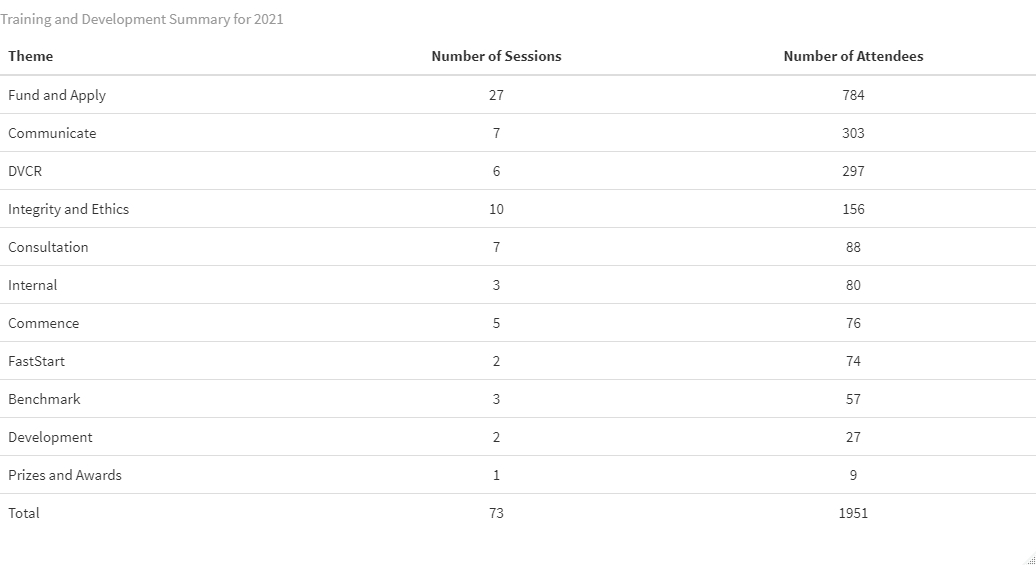 Training and Development Summary for 2021
Theme Number of Sessions Number of Attendees
Fund and Apply 27 784
Communicate 7 303
DVCR 6 297
Integrity and Ethics 10 156
Consultation 7 88
Internal 3 80
Commence 5 76
FastStart 2 74
Benchmark 3 57
Development 2 27
Prizes and Awards 1 9
Total 73 1951